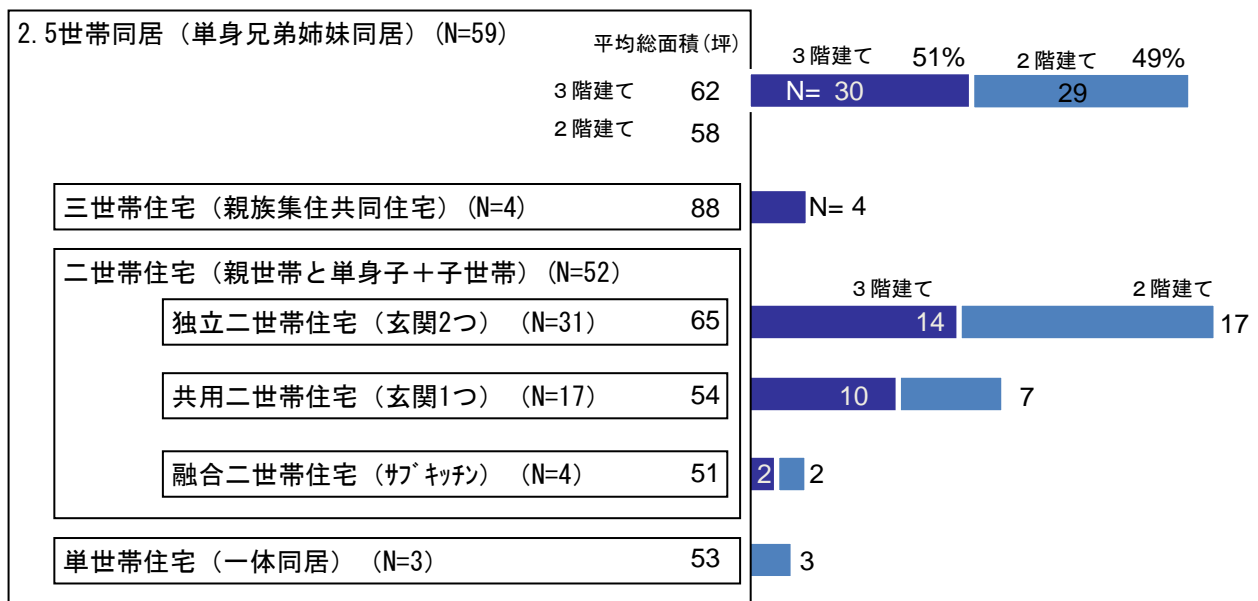 2.5世帯同居（単身兄弟姉妹同居）(N=59)
平均総面積(坪)
３階建て 51% ２階建て 49%
３階建て 62 N= 30 29
２階建て 58
三世帯住宅（親族集住共同住宅）(N=4) 88 N= 4
二世帯住宅（親世帯と単身子＋子世帯）(N=52)
３階建て ２階建て
独立二世帯住宅（玄関2つ） (N=31) 65 14 17
共用二世帯住宅（玄関1つ） (N=17) 54 10 7
融合二世帯住宅（ｻﾌﾞｷｯﾁﾝ） (N=4) 51 2 2
単世帯住宅（一体同居） (N=3) 53 3